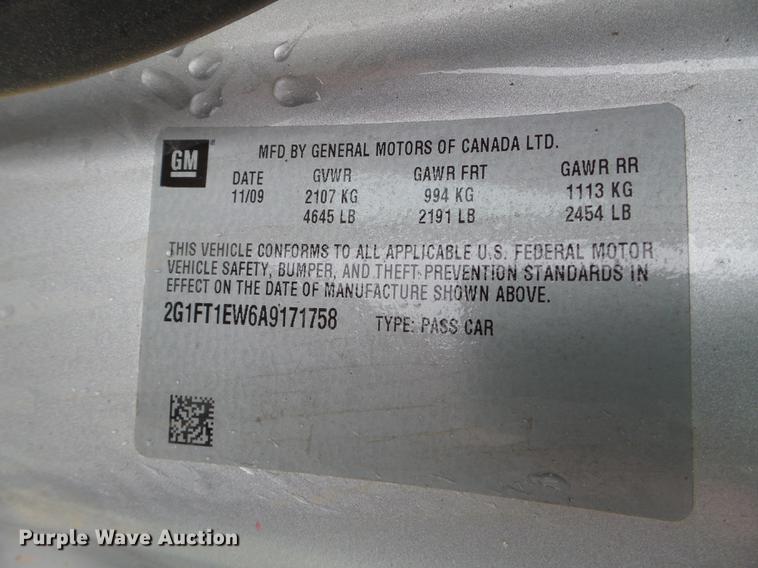 GM
MFD BY GENERAL MOTORS OF CANADA LTD.
DATE GVWR GAWR FRT GAWR RR
11/09 2107 KG 994 KG 1113 KG
4645 LB 2191 LB 2454 LB
THIS VEHICLE CONFORMS TO ALL APPLICABLE U.S. FEDERAL MOTOR
VEHICLE SAFETY, BUMPER, AND THEFT PREVENTION STANDARDS IN
EFFECT ON THE DATE OF MANUFACTURE SHOWN ABOVE.
2G1FT1EW6A9171758 TYPE: PASS CAR
Purple Wave Auction